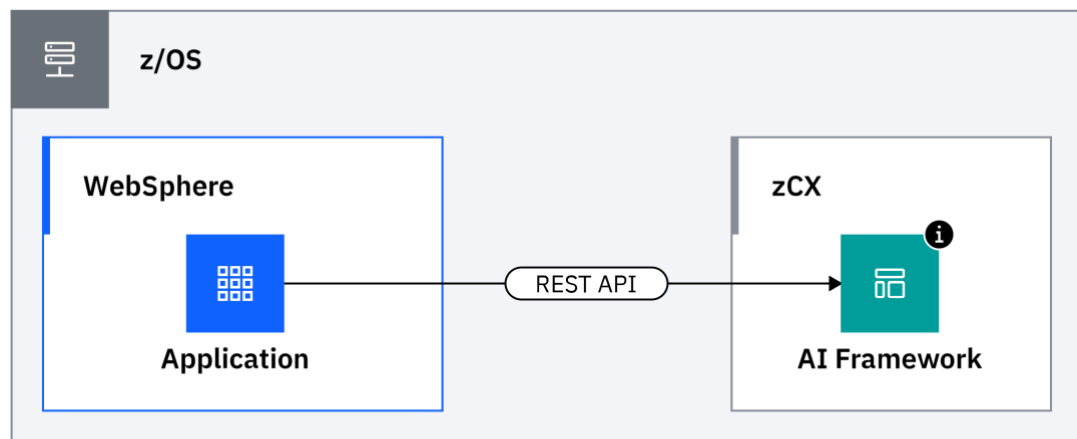 z/OS
WebSphere
zCX
i
REST API
Application
AI Framework